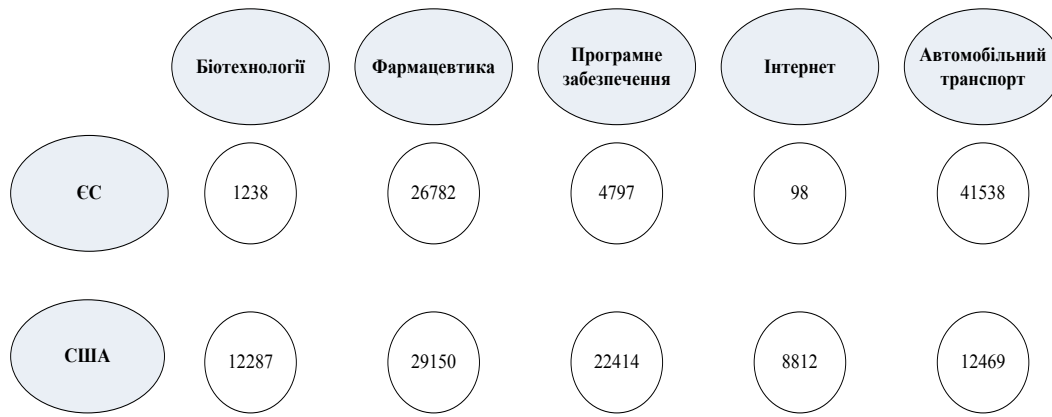 Біотехнології
Фармацевтика
Програмне
забезпечення
Інтернет
Автомобільний
транспорт
ЄС
1238
26782
4797
98
41538
США
12287
29150
22414
8812
12469